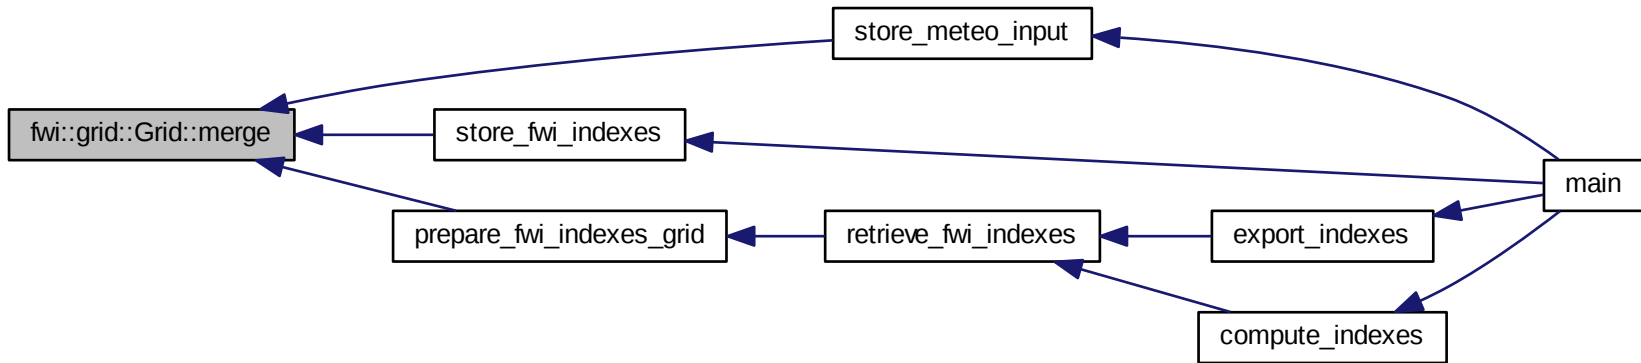 store_meteo_input
fwi::grid::Grid::merge
store_fwi_indexes
main
prepare_fwi_indexes_grid
retrieve_fwi_indexes
export_indexes
compute_indexes